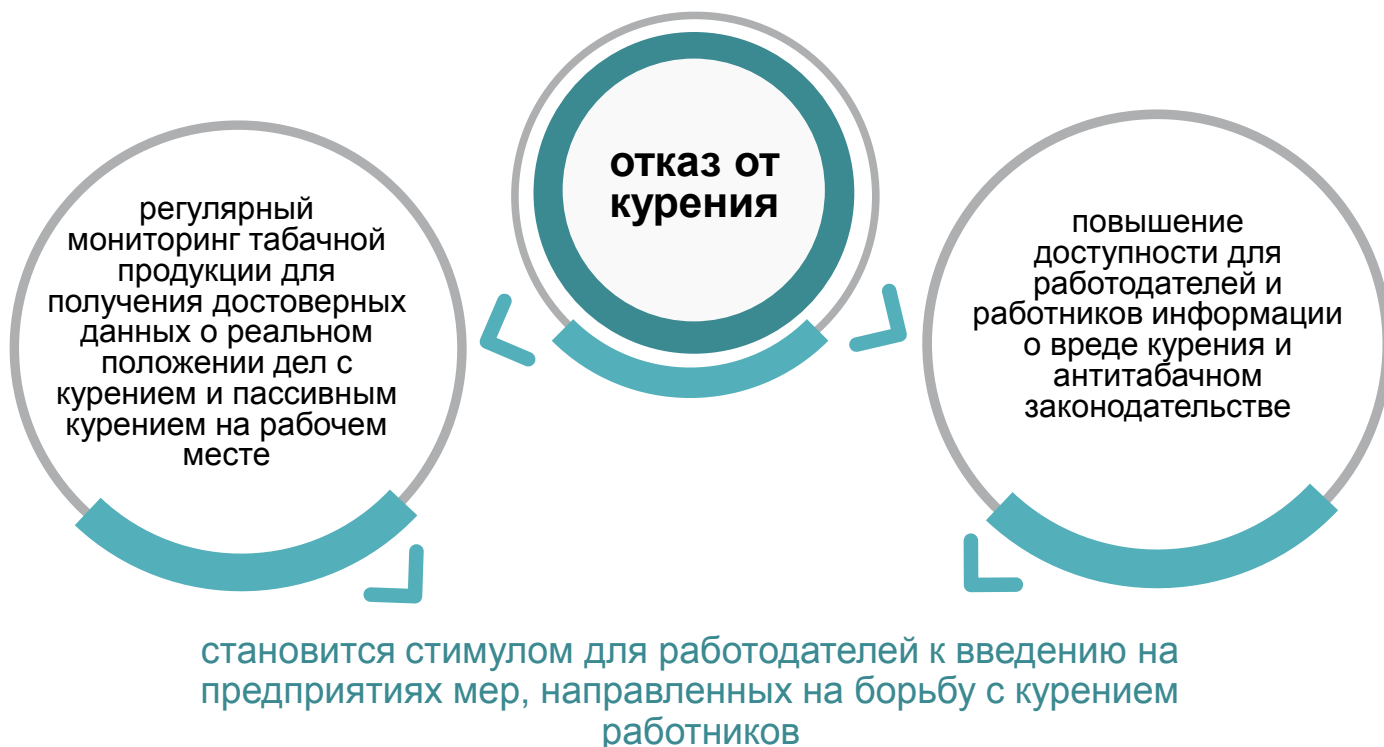 отказ от
курения
регулярный
мониторинг табачной
продукции для
получения достоверных
данных о реальном
положении дел с
курением и пассивным
курением на рабочем
месте
повышение
доступности для
работодателей и
работников информации
о вреде курения и
антитабачном
законодательстве
становится стимулом для работодателей к введению на
предприятиях мер, направленных на борьбу с курением
работников